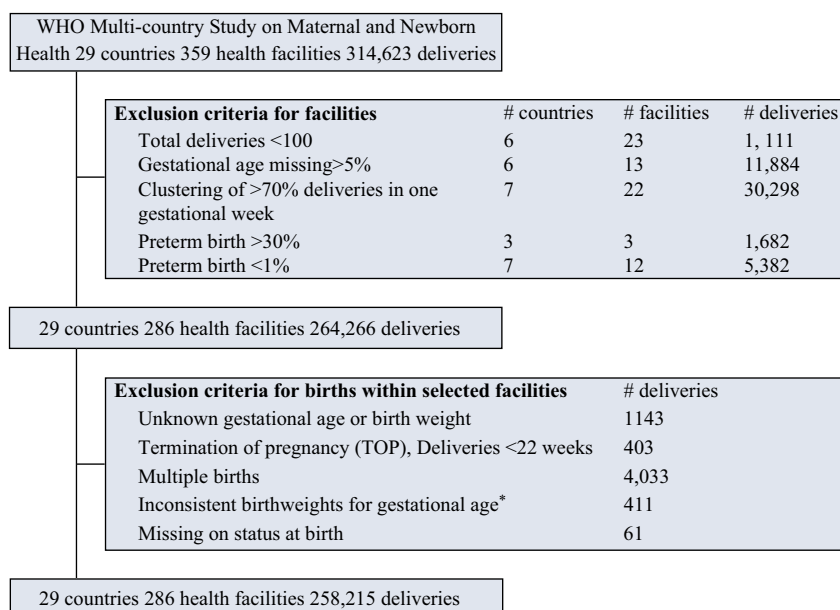 WHO Multi-country Study on Maternal and Newborn
Health 29 countries 359 health facilities 314,623 deliveries
Exclusion criteria for facilities # countries # facilities # deliveries
Total deliveries <100 6 23 1, 111
Gestational age missing>5% 6 13 11,884
Clustering of >70% deliveries in one 7 22 30,298
gestational week
Preterm birth >30% 3 3 1,682
Preterm birth <1% 7 12 5,382
29 countries 286 health facilities 264,266 deliveries
Exclusion criteria for births within selected facilities # deliveries
Unknown gestational age or birth weight 1143
Termination of pregnancy (TOP), Deliveries <22 weeks 403
Multiple births 4,033
Inconsistent birthweights for gestational age* 411
Missing on status at birth 61
29 countries 286 health facilities 258,215 deliveries